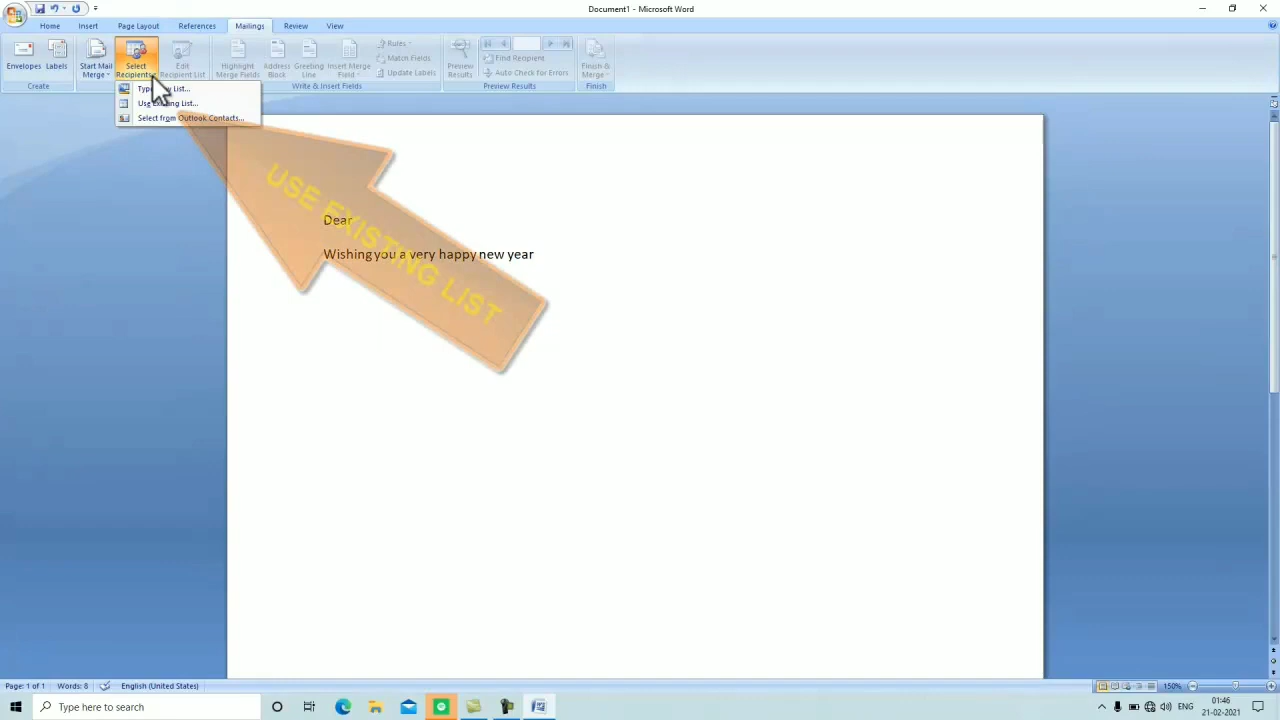 Document1 - Microsoft Word
Home Insert Page Layout References Mailings Review View
Envelopes Labels Start Mail Merge Select Recipients Edit Recipient List Highlight Merge Fields Address Block Greeting Line Insert Merge Field Rules Match Fields Update Labels Preview Results Find Recipient Auto Check for Errors Finish & Merge
Create Write & Insert Fields Preview Results Finish
List...
Use Existing List...
Select from Outlook Contacts...
USE EXISTING LIST
Dear
Wishing you a very happy new year
Page: 1 of 1 Words: 8 English (United States) 150%
Type here to search ENG 01:46
21-02-2021